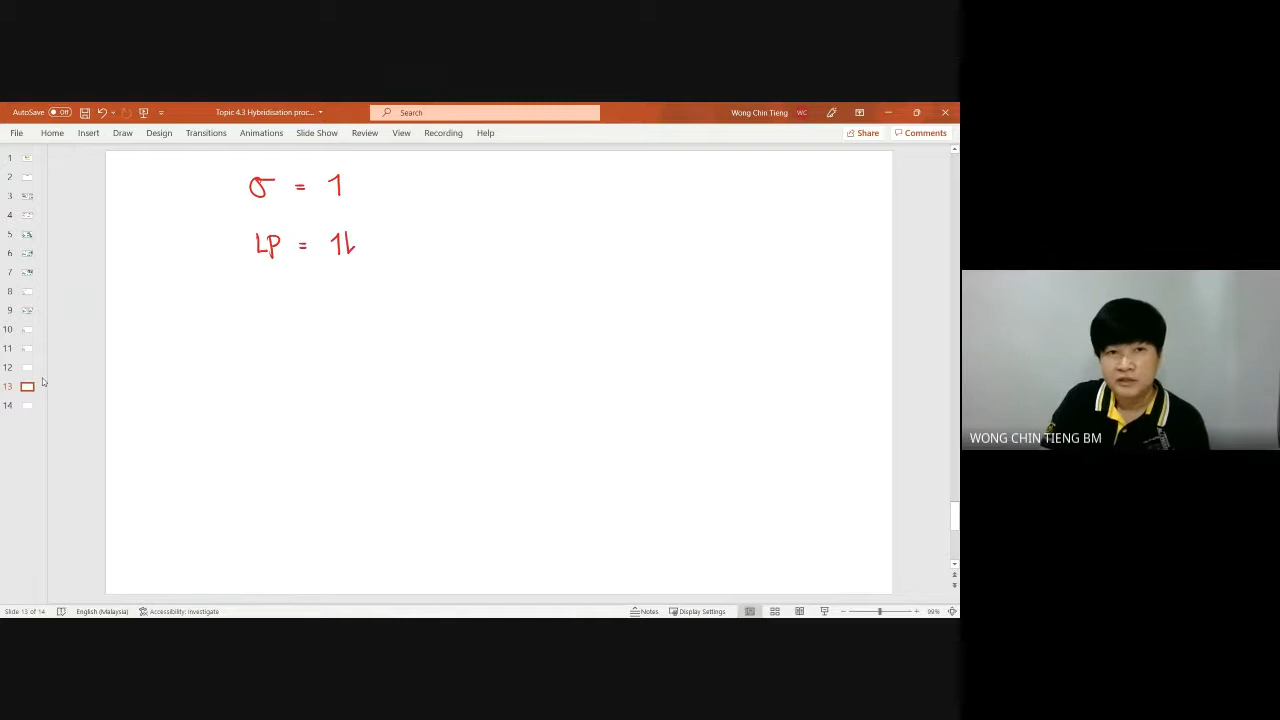 AutoSave Off Topic 4.3 Hybridisation proc... Search Wong Chin Tieng WC
File Home Insert Draw Design Transitions Animations Slide Show Review View Recording Help Share Comments
1
2
3
4
5
6
7
8
9
10
11
12
13
14
σ = 1
LP = 1L
WONG CHIN TIENG BM
Slide 13 of 14 English (Malaysia) Accessibility: Investigate Notes Display Settings 99%